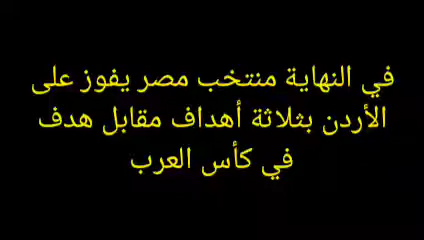 في النهاية منتخب مصر يفوز على
الأردن بثلاثة أهداف مقابل هدف
في كأس العرب